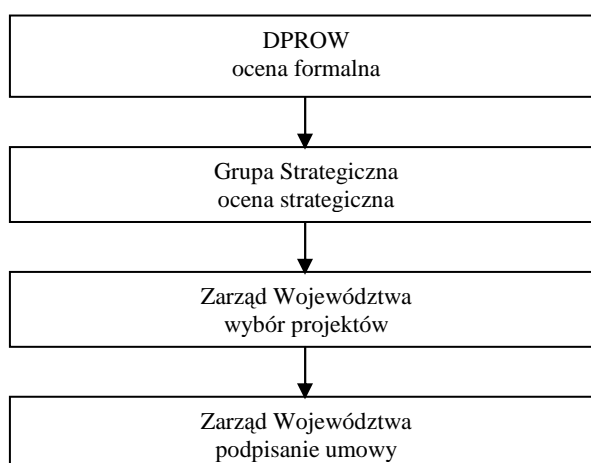 DPROW
ocena formalna
Grupa Strategiczna
ocena strategiczna
Zarząd Województwa
wybór projektów
Zarząd Województwa
podpisanie umowy